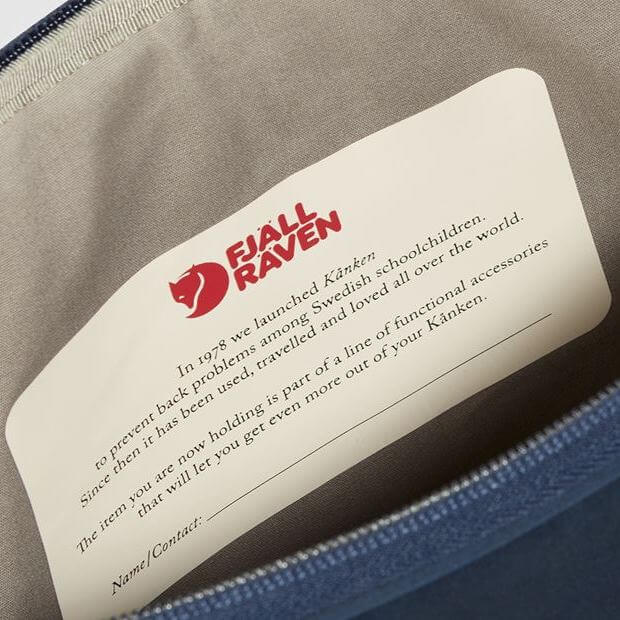 FJÄLL
RÄVEN
In 1978 we launched Kånken
to prevent back problems among Swedish schoolchildren.
Since then it has been used, travelled and loved all over the world.
The item you are now holding is part of a line of functional accessories
that will let you get even more out of your Kånken.
Name/Contact: